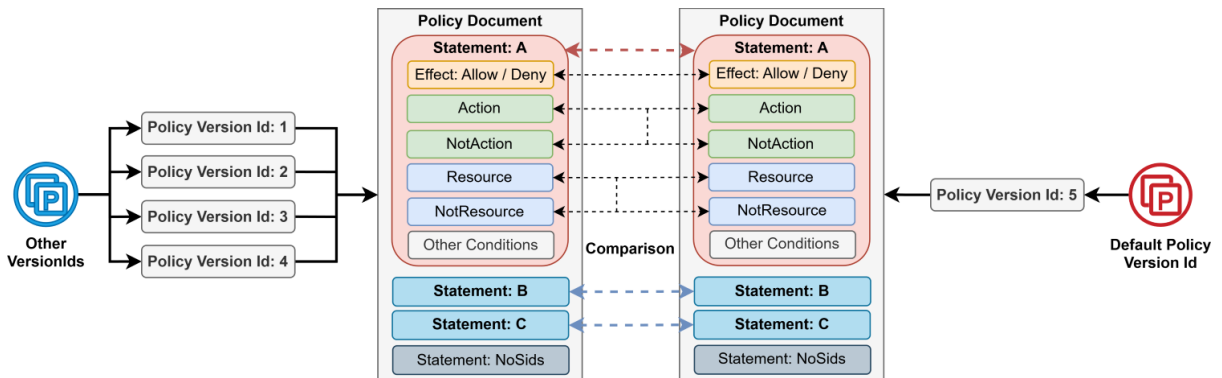 Policy Document
Statement: A
Effect: Allow / Deny
Action
NotAction
Resource
NotResource
Other Conditions
Statement: B
Statement: C
Statement: NoSids
Policy Document
Statement: A
Effect: Allow / Deny
Action
NotAction
Resource
NotResource
Other Conditions
Statement: B
Statement: C
Statement: NoSids
Comparison
Policy Version Id: 1
Policy Version Id: 2
Policy Version Id: 3
Policy Version Id: 4
P
Other
VersionIds
Policy Version Id: 5
P
Default Policy
Version Id